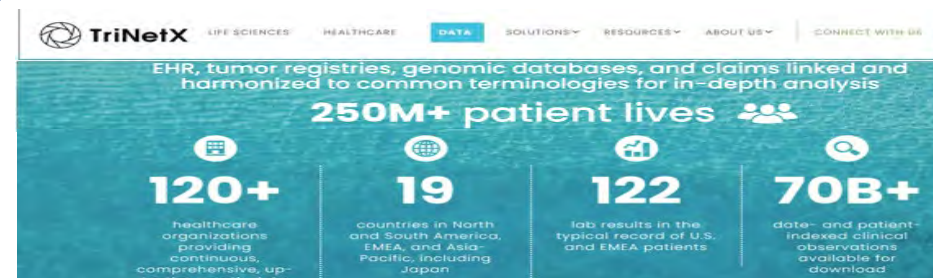 TriNetX LIFE SCIENCES HEALTHCARE DATA SOLUTIONS RESOURCES ABOUT US CONNECT WITH US
EHR, tumor registries, genomic databases, and claims linked and
harmonized to common terminologies for in-depth analysis
250M+ patient lives
120+
healthcare
organizations
providing
continuous,
comprehensive, up-
19
countries in North
and South America,
EMEA, and Asia-
Pacific, including
Japan
122
lab results in the
typical record of U.S.
and EMEA patients
70B+
date- and patient-
indexed clinical
observations
available for
download